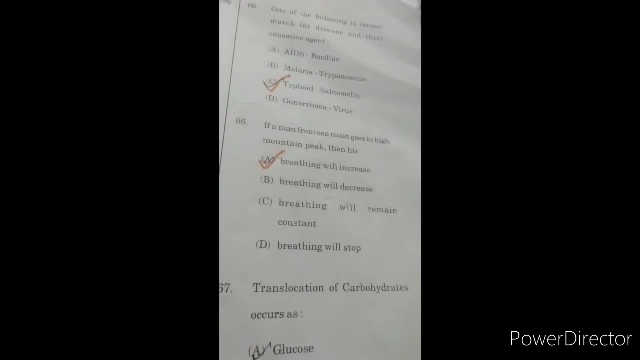 65. One of the following is correct
match for disease and their
causative agent
(A) AIDS - Bacillus
(B) Malaria - Trypanosome
(C) Typhoid Salmonella
(D) Gonorrhoea - Virus
66. If a man from sea coast goes to high
mountain peak, then his
(A) breathing will increase
(B) breathing will decrease
(C) breathing will remain
constant
(D) breathing will stop
67. Translocation of Carbohydrates
occurs as :
(A) Glucose
PowerDirector